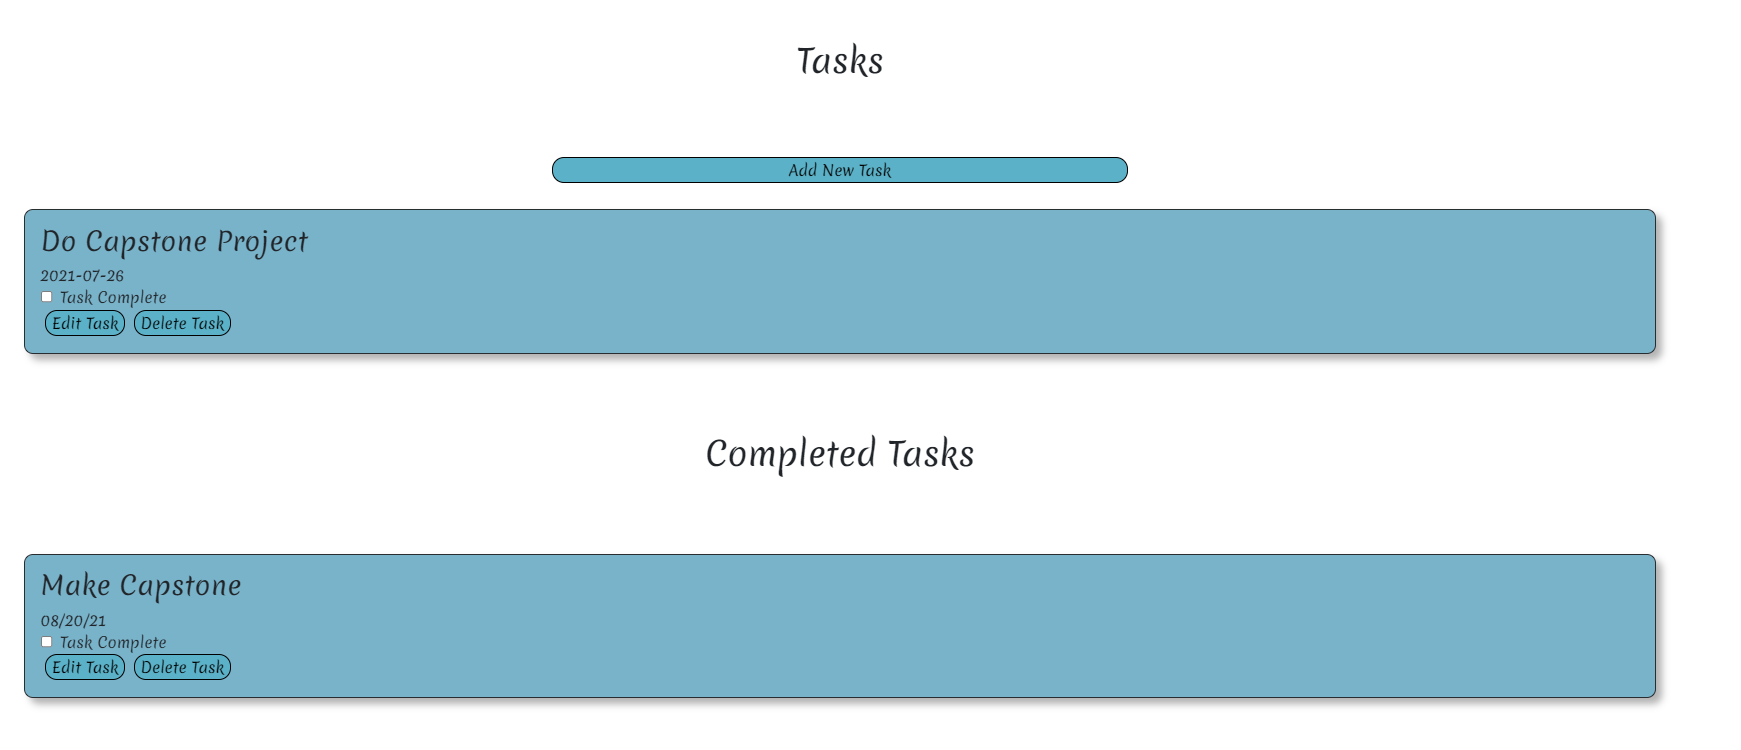 Tasks
Add New Task
Do Capstone Project
2021-07-26
Task Complete
Edit Task Delete Task
Completed Tasks
Make Capstone
08/20/21
Task Complete
Edit Task Delete Task